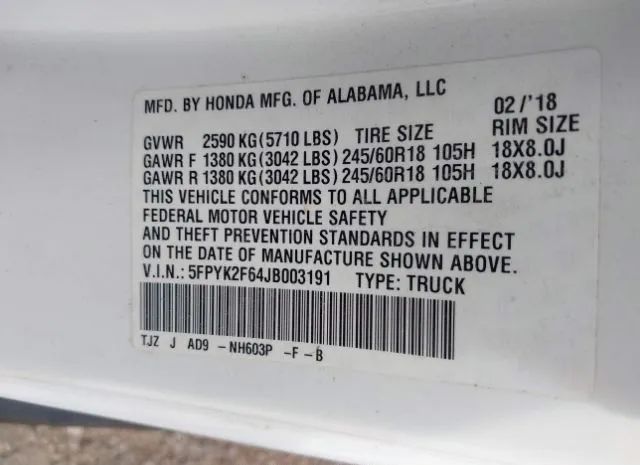 MFD. BY HONDA MFG. OF ALABAMA, LLC 02/'18
GVWR 2590 KG(5710 LBS) TIRE SIZE RIM SIZE
GAWR F 1380 KG(3042 LBS) 245/60R18 105H 18X8.0J
GAWR R 1380 KG(3042 LBS) 245/60R18 105H 18X8.0J
THIS VEHICLE CONFORMS TO ALL APPLICABLE
FEDERAL MOTOR VEHICLE SAFETY
AND THEFT PREVENTION STANDARDS IN EFFECT
ON THE DATE OF MANUFACTURE SHOWN ABOVE.
V.I.N.: 5FPYK2F64JB003191 TYPE: TRUCK
TJZ J AD9 - NH603P -F-B